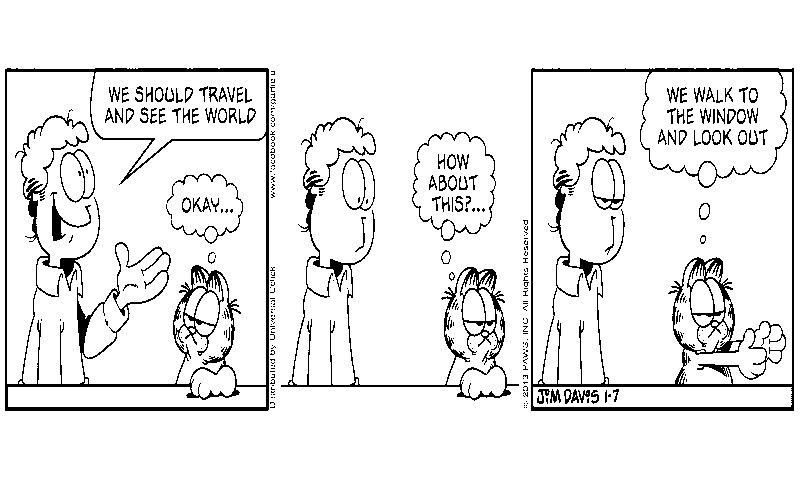 WE SHOULD TRAVEL
AND SEE THE WORLD
OKAY...
www.facebook.com/garfield
Distributed by Universal Uclick
HOW
ABOUT
THIS?...
© 2013 PAWS, INC. All Rights Reserved
WE WALK TO
THE WINDOW
AND LOOK OUT
JiM DAViS 1-7